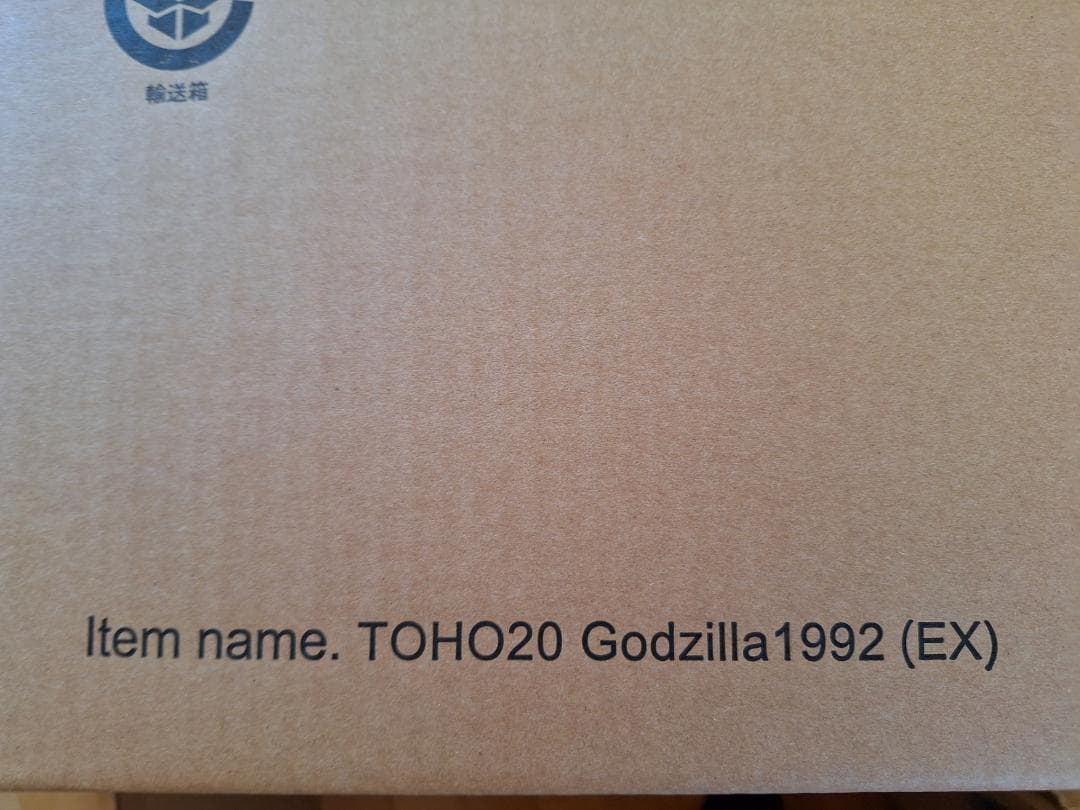 輸送箱
Item name. TOHO20 Godzilla1992 (EX)